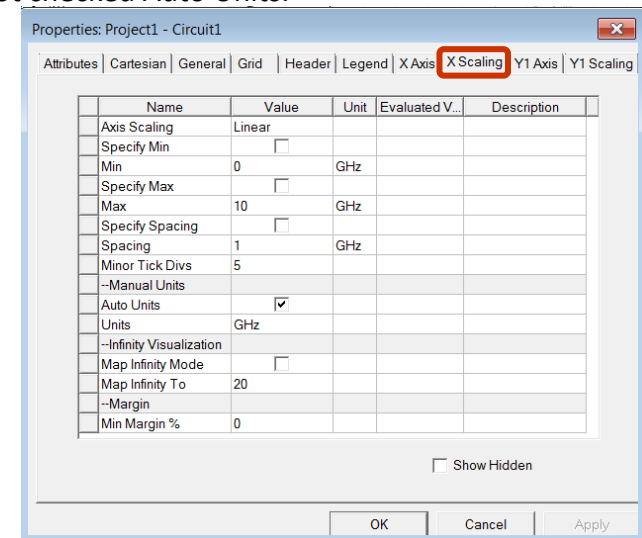 Properties: Project1 - Circuit1
Attributes Cartesian General Grid Header Legend X Axis X Scaling Y1 Axis Y1 Scaling
Name Value Unit Evaluated V... Description
Axis Scaling Linear
Specify Min
Min 0 GHz
Specify Max
Max 10 GHz
Specify Spacing
Spacing 1 GHz
Minor Tick Divs 5
--Manual Units
Auto Units
Units GHz
--Infinity Visualization
Map Infinity Mode
Map Infinity To 20
--Margin
Min Margin % 0
Show Hidden
OK Cancel Apply